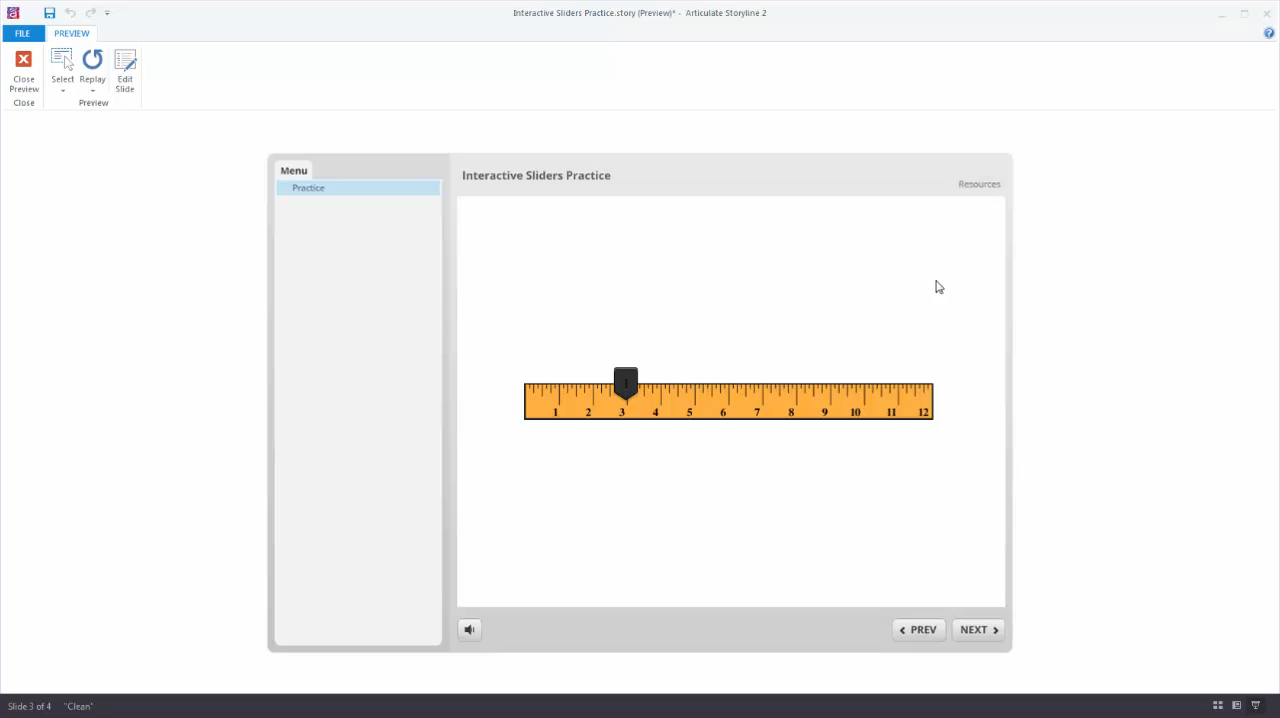 Interactive Sliders Practice.story (Preview)* - Articulate Storyline 2
FILE PREVIEW
Close Preview
Select
Replay
Edit Slide
Close
Preview
Menu
Practice
Interactive Sliders Practice
Resources
1 2 3 4 5 6 7 8 9 10 11 12
PREV NEXT
Slide 3 of 4 "Clean"